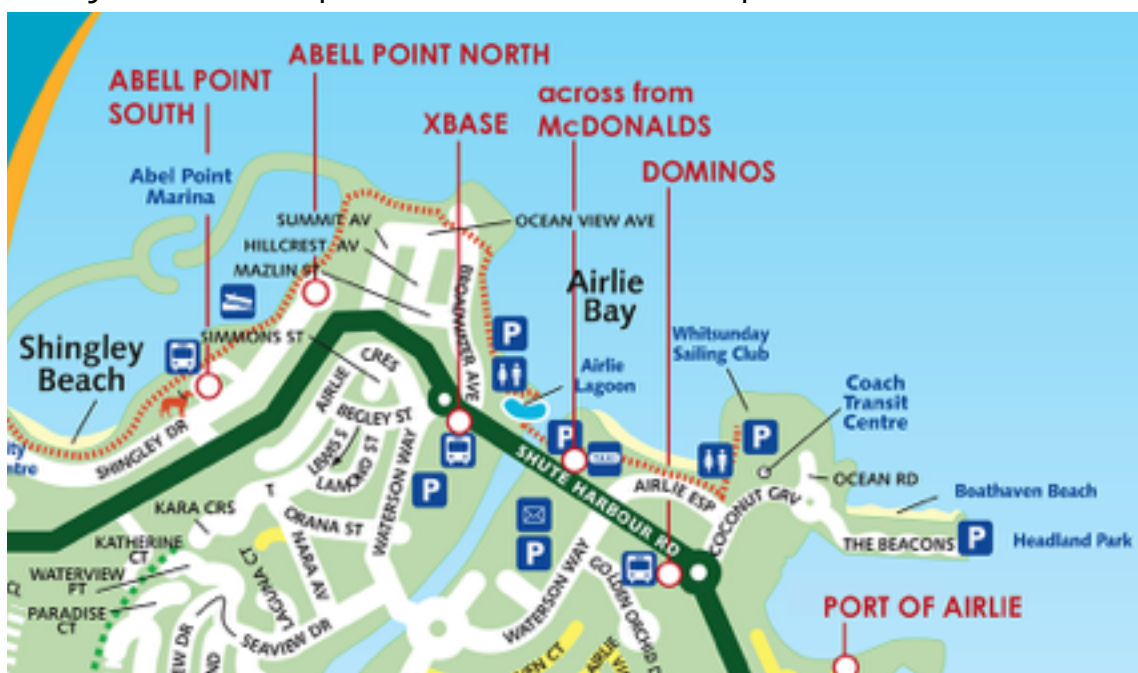 ABELL POINT NORTH
ABELL POINT
SOUTH
across from
McDONALDS
XBASE
DOMINOS
Abel Point
Marina
SUMMIT AV
OCEAN VIEW AVE
HILLCREST AV
MAZLIN ST
BROADWATER AVE
Airlie
Bay
SIMMONS ST
P
Whitsunday
Sailing Club
Shingley
Beach
CRES
AIRLIE
Airlie
Lagoon
Coach
Transit
Centre
BEGLEY ST
LAMOND ST
SHINGLEY DR
WATERSON WAY
P
TAXI
P
SHUTE HARBOUR RD
P
AIRLIE ESP
OCEAN RD
COCONUT GRV
Boathaven Beach
KARA CRS
ORANA ST
KATHERINE
CT
P
THE BEACONS
P
Headland Park
WATERVIEW
PT
LAGUNA CT
NARA AV
WATERSON WAY
GOLDEN ORCHID
PARADISE
CT
SEAVIEW DR
PORT OF AIRLIE
AIRLIE